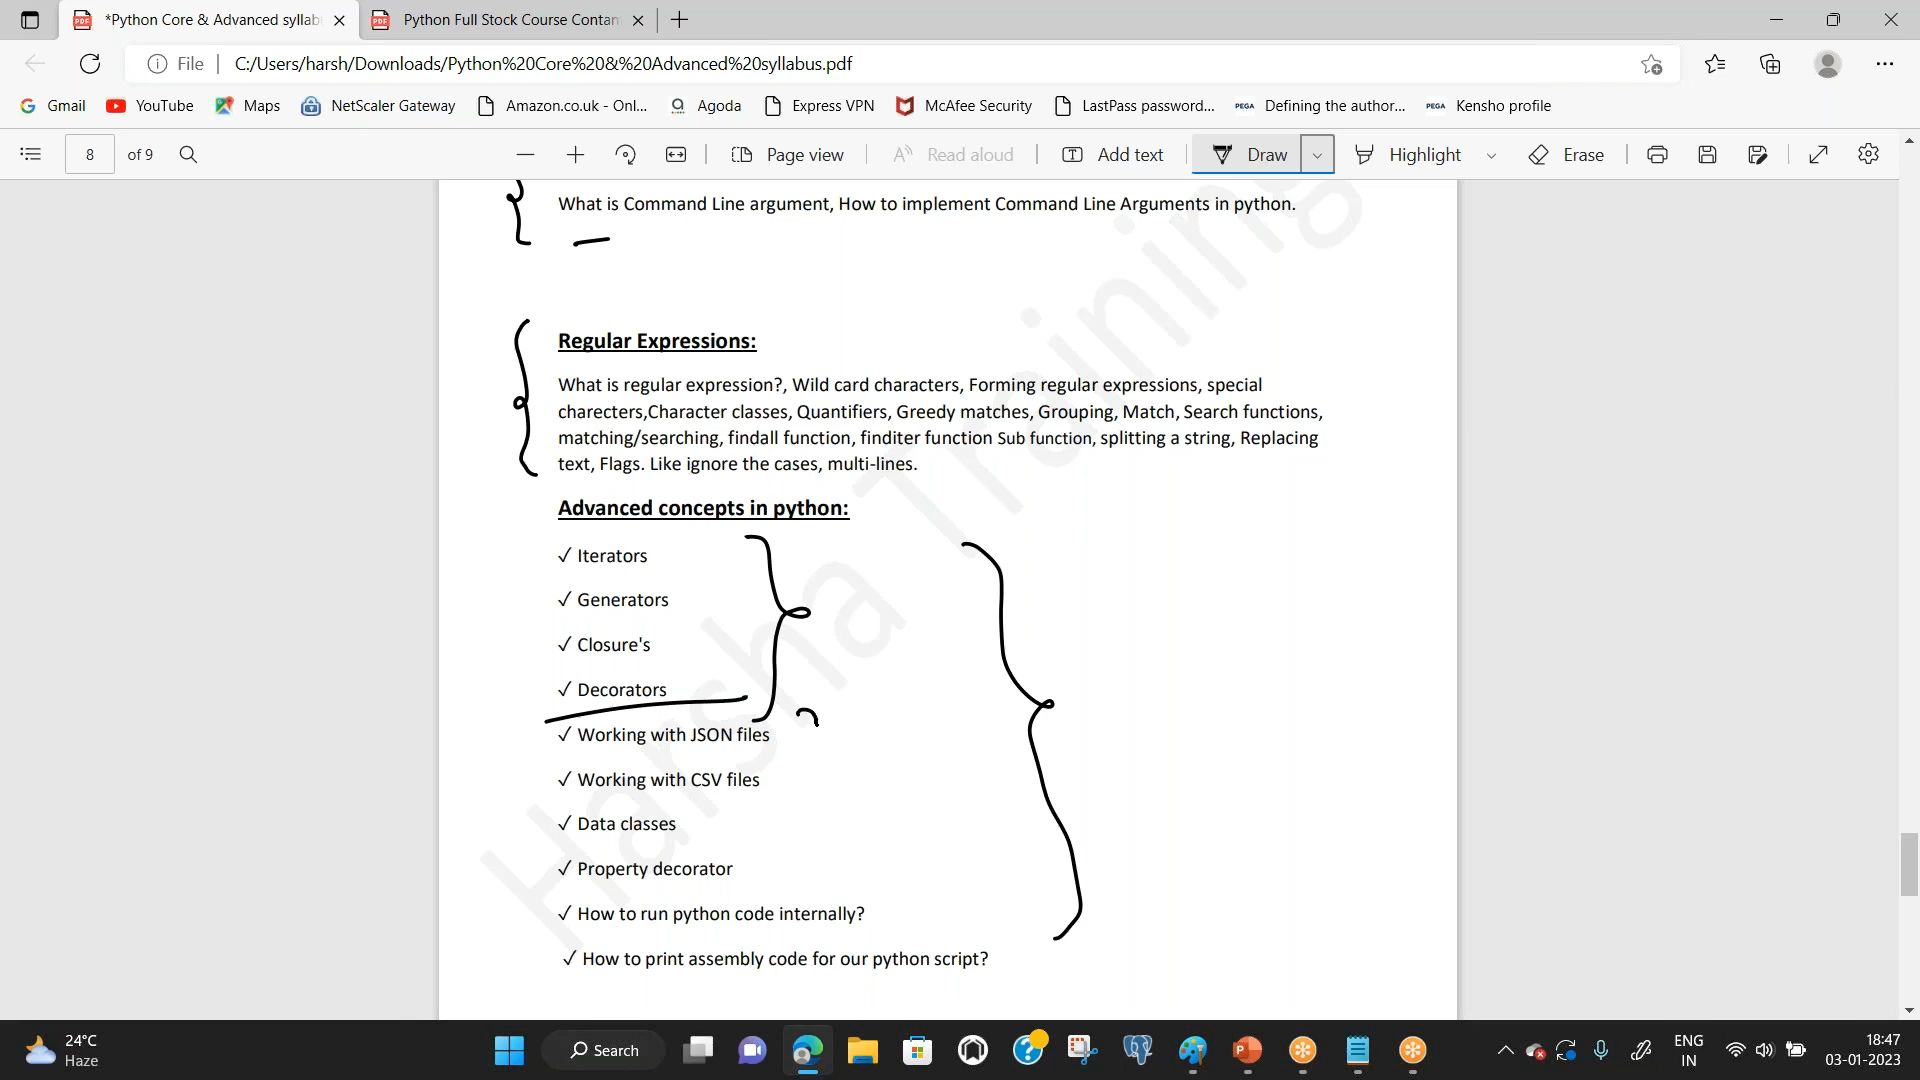 *Python Core & Advanced syllab
Python Full Stock Course Contan
File
C:/Users/harsh/Downloads/Python%20Core%20&%20Advanced%20syllabus.pdf
Gmail
YouTube
Maps
NetScaler Gateway
Amazon.co.uk - Onl...
Agoda
Express VPN
McAfee Security
LastPass password...
PEGA Defining the author...
PEGA Kensho profile
8 of 9
Page view
Read aloud
Add text
Draw
Highlight
Erase
What is Command Line argument, How to implement Command Line Arguments in python.
Regular Expressions:
What is regular expression?, Wild card characters, Forming regular expressions, special
charecters,Character classes, Quantifiers, Greedy matches, Grouping, Match, Search functions,
matching/searching, findall function, finditer function Sub function, splitting a string, Replacing
text, Flags. Like ignore the cases, multi-lines.
Advanced concepts in python:
✓ Iterators
✓ Generators
✓ Closure's
✓ Decorators
✓ Working with JSON files
✓ Working with CSV files
✓ Data classes
✓ Property decorator
✓ How to run python code internally?
✓ How to print assembly code for our python script?
Harsha Training
24°C
Haze
Search
ENG
IN
18:47
03-01-2023